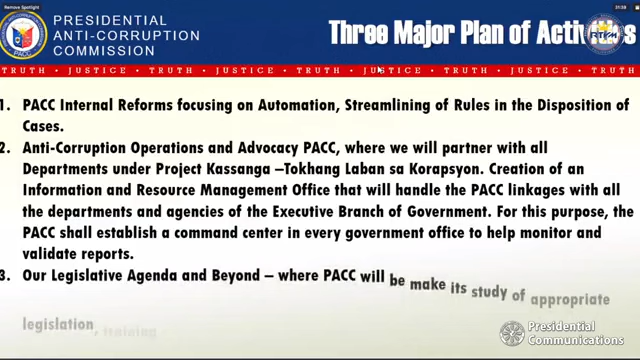 Remove Spotlight
31:59
PRESIDENTIAL
ANTI-CORRUPTION
COMMISSION
Three Major Plan of Activities
TRUTH • JUSTICE • TRUTH • JUSTICE • TRUTH • JUSTICE • TRUTH • JUSTICE • TRUTH
1. PACC Internal Reforms focusing on Automation, Streamlining of Rules in the Disposition of
Cases.
2. Anti-Corruption Operations and Advocacy PACC, where we will partner with all
Departments under Project Kassanga –Tokhang Laban sa Korapsyon. Creation of an
Information and Resource Management Office that will handle the PACC linkages with all
the departments and agencies of the Executive Branch of Government. For this purpose, the
PACC shall establish a command center in every government office to help monitor and
validate reports.
3. Our Legislative Agenda and Beyond – where PACC will be make its study of appropriate
legislation, training
Presidential
Communications